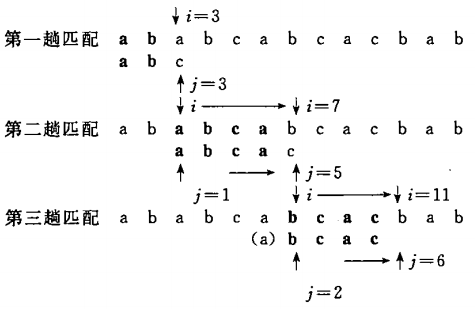 i=3
第一趟匹配 a b a b c a b c a c b a b
a b c
j=3
i i=7
第二趟匹配 a b a b c a b c a c b a b
a b c a c
j=1 j=5
i i=11
第三趟匹配 a b a b c a b c a c b a b
(a) b c a c
j=6
j=2